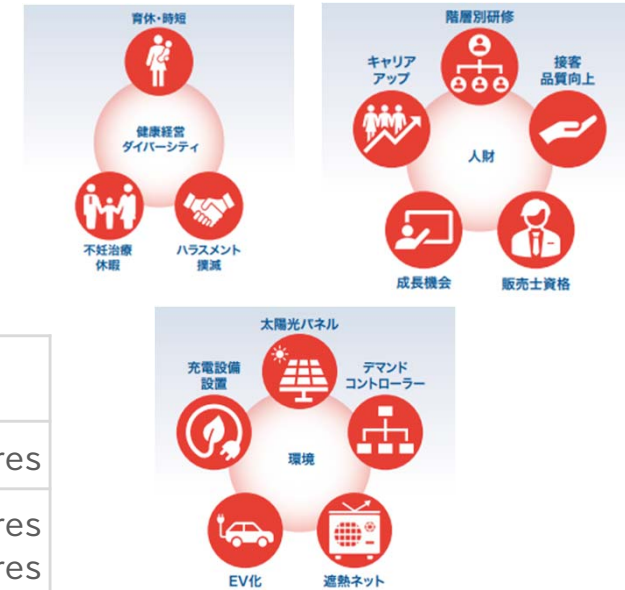 育休・時短
健康経営
ダイバーシティ
不妊治療
休暇
ハラスメント
撲滅
階層別研修
キャリア
アップ
接客
品質向上
人財
成長機会
販売士資格
太陽光パネル
充電設備
設置
デマンド
コントローラー
環境
EV化
遮熱ネット
res
res
res